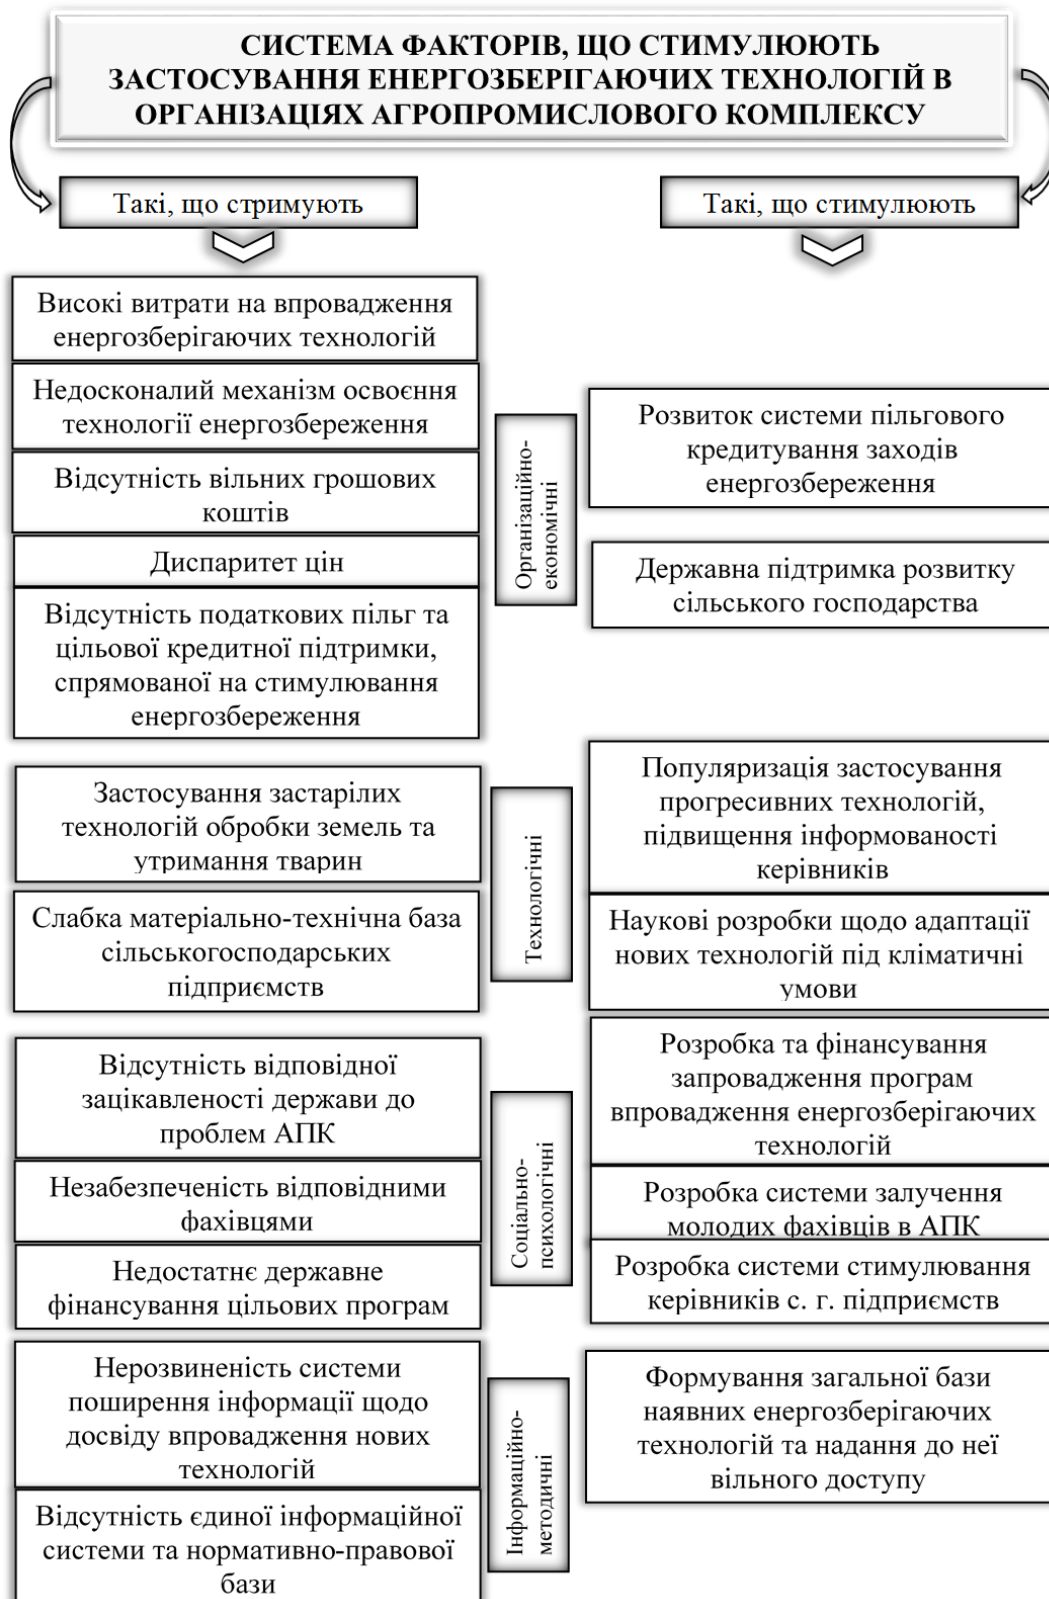 СИСТЕМА ФАКТОРІВ, ЩО СТИМУЛЮЮТЬ
ЗАСТОСУВАННЯ ЕНЕРГОЗБЕРІГАЮЧИХ ТЕХНОЛОГІЙ В
ОРГАНІЗАЦІЯХ АГРОПРОМИСЛОВОГО КОМПЛЕКСУ
Такі, що стримують
Такі, що стимулюють
Високі витрати на впровадження
енергозберігаючих технологій
Недосконалий механізм освоєння
технології енергозбереження
Відсутність вільних грошових
коштів
Диспаритет цін
Відсутність податкових пільг та
цільової кредитної підтримки,
спрямованої на стимулювання
енергозбереження
Організаційно-
економічні
Розвиток системи пільгового
кредитування заходів
енергозбереження
Державна підтримка розвитку
сільського господарства
Застосування застарілих
технологій обробки земель та
утримання тварин
Слабка матеріально-технічна база
сільськогосподарських
підприємств
Технологічні
Популяризація застосування
прогресивних технологій,
підвищення інформованості
керівників
Наукові розробки щодо адаптації
нових технологій під кліматичні
умови
Відсутність відповідної
зацікавленості держави до
проблем АПК
Незабезпеченість відповідними
фахівцями
Недостатнє державне
фінансування цільових програм
Соціально-
психологічні
Розробка та фінансування
запровадження програм
впровадження енергозберігаючих
технологій
Розробка системи залучення
молодих фахівців в АПК
Розробка системи стимулювання
керівників с. г. підприємств
Нерозвиненість системи
поширення інформації щодо
досвіду впровадження нових
технологій
Відсутність єдиної інформаційної
системи та нормативно-правової
бази
Інформаційно-
методичні
Формування загальної бази
наявних енергозберігаючих
технологій та надання до неї
вільного доступу